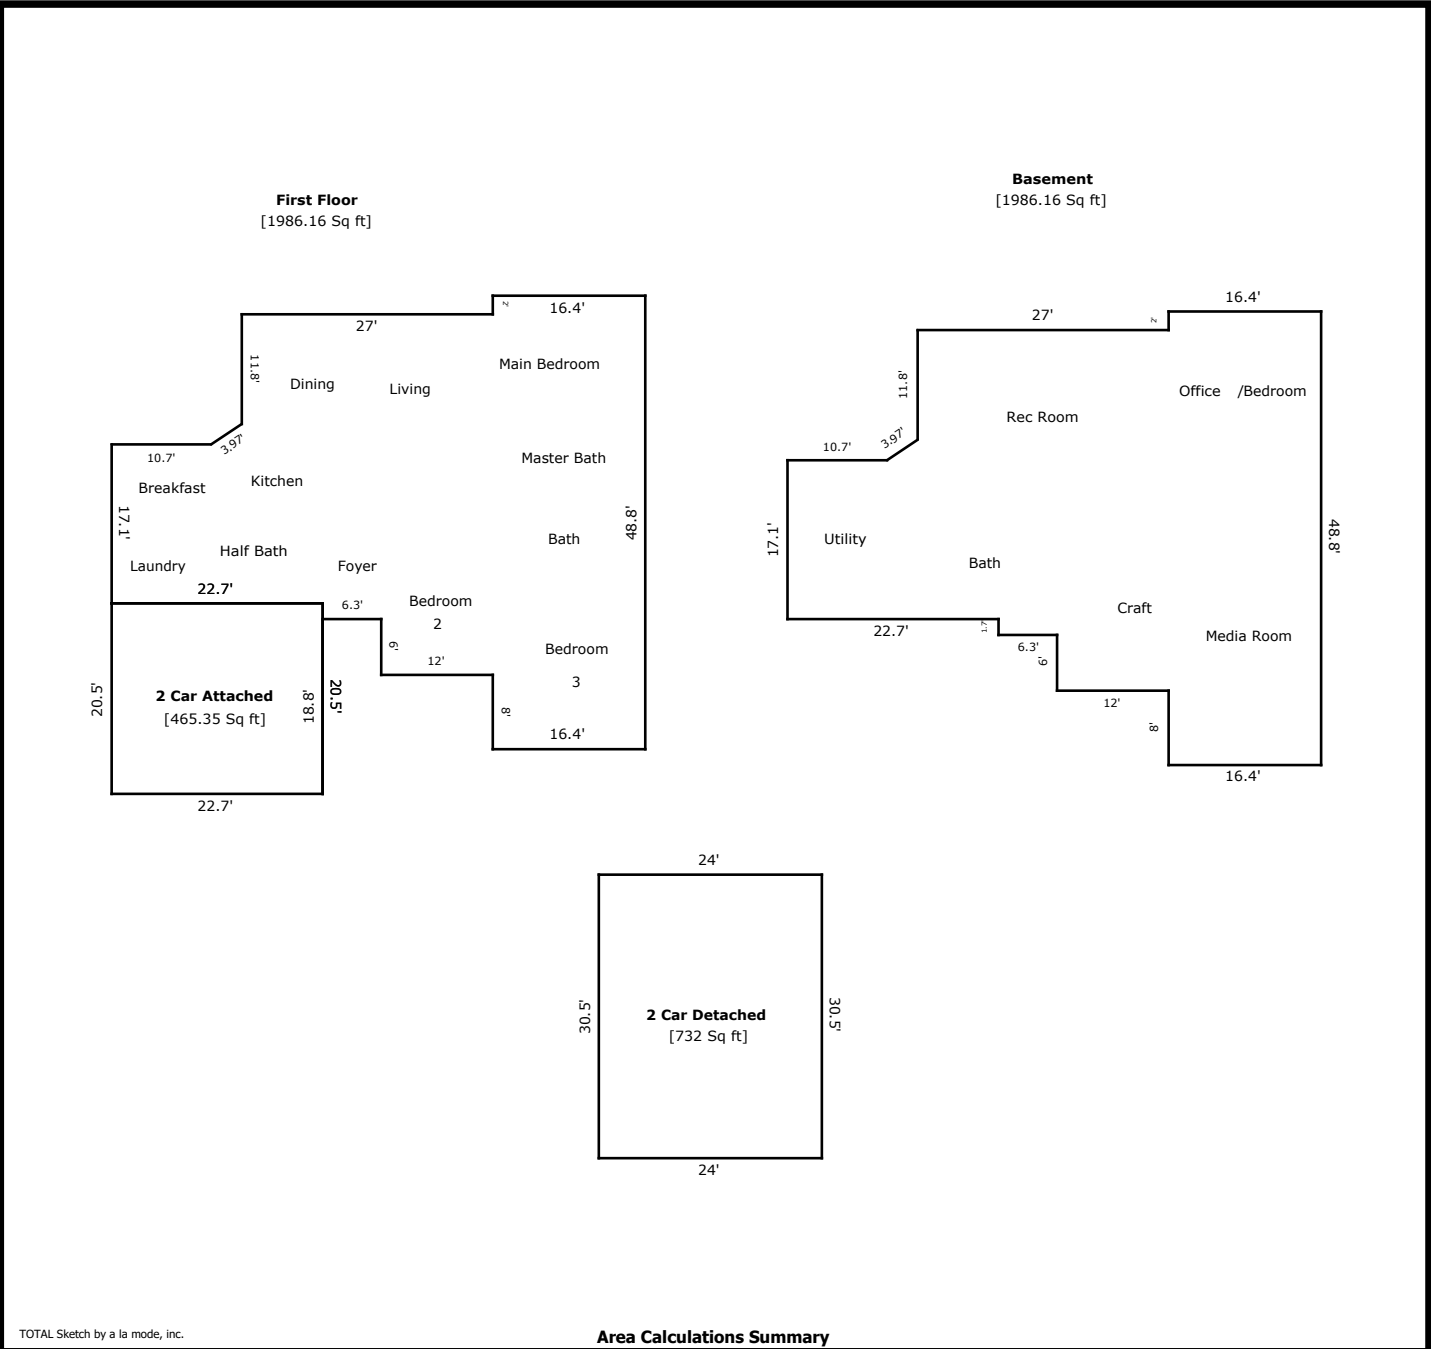 First Floor
[1986.16 Sq ft]
2'
16.4'
27'
11.8'
Dining
Living
Main Bedroom
3.97'
10.7'
Breakfast
Kitchen
Master Bath
17.1'
48.8'
Half Bath
Bath
Laundry
Foyer
22.7'
6.3'
Bedroom
2
6'
12'
Bedroom
3
20.5'
2 Car Attached
[465.35 Sq ft]
18.8'
20.5'
8'
16.4'
22.7'
Basement
[1986.16 Sq ft]
16.4'
27'
2'
11.8'
Office /Bedroom
Rec Room
10.7'
3.97'
17.1'
Utility
48.8'
Bath
Craft
22.7'
1.7'
6.3'
6'
Media Room
12'
8'
16.4'
24'
30.5'
2 Car Detached
[732 Sq ft]
30.5'
24'
TOTAL Sketch by a la mode, inc.
Area Calculations Summary